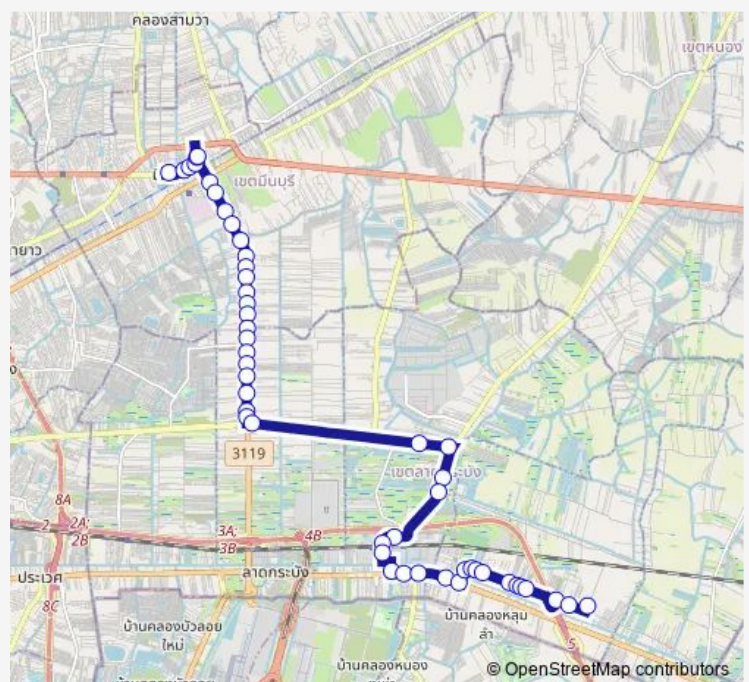 คลองสามวา
เขตหนอง
เขตมีนบุรี
ายาว
3119
เขตลาดกระบัง
8A
2
2A;
2B
3A;
3B
4B
ประเวศ
ลาดกระบัง
8C
บ้านคลองบัวลอย
ใหม่
บ้านคลองหลุม
ลำ
5
บ้านคลองหนอง
© OpenStreetMap contributors